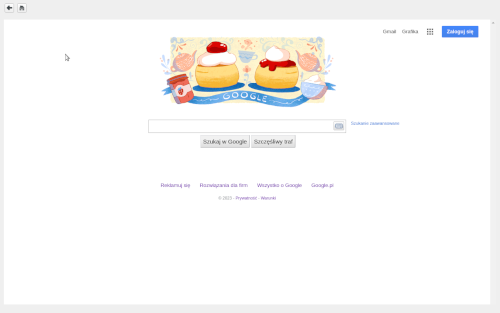 Gmail Grafika Zaloguj się
GOOGLE
Szukanie zaawansowane
Szukaj w Google Szczęśliwy traf
Reklamuj się Rozwiązania dla firm Wszystko o Google Google.pl
© 2023 - Prywatność - Warunki